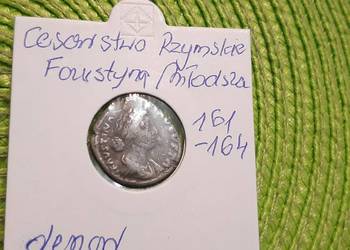 Cesarstwo Rzymskie
Faustyna Młodsza
161
-164
denar